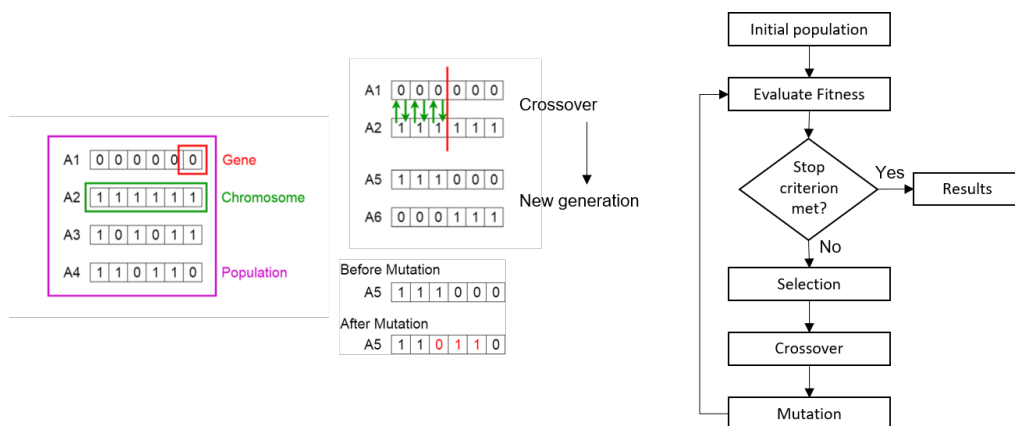 A1 0 0 0 0 0 0 Gene
A2 1 1 1 1 1 1 Chromosome
A3 1 0 1 0 1 1
A4 1 1 0 1 1 0 Population
A1 0 0 0 0 0 0
Crossover
A2 1 1 1 1 1 1
A5 1 1 1 0 0 0
New generation
A6 0 0 0 1 1 1
Before Mutation
A5 1 1 1 0 0 0
After Mutation
A5 1 1 0 1 1 0
Initial population
Evaluate Fitness
Stop
criterion
met?
Yes
Results
No
Selection
Crossover
Mutation